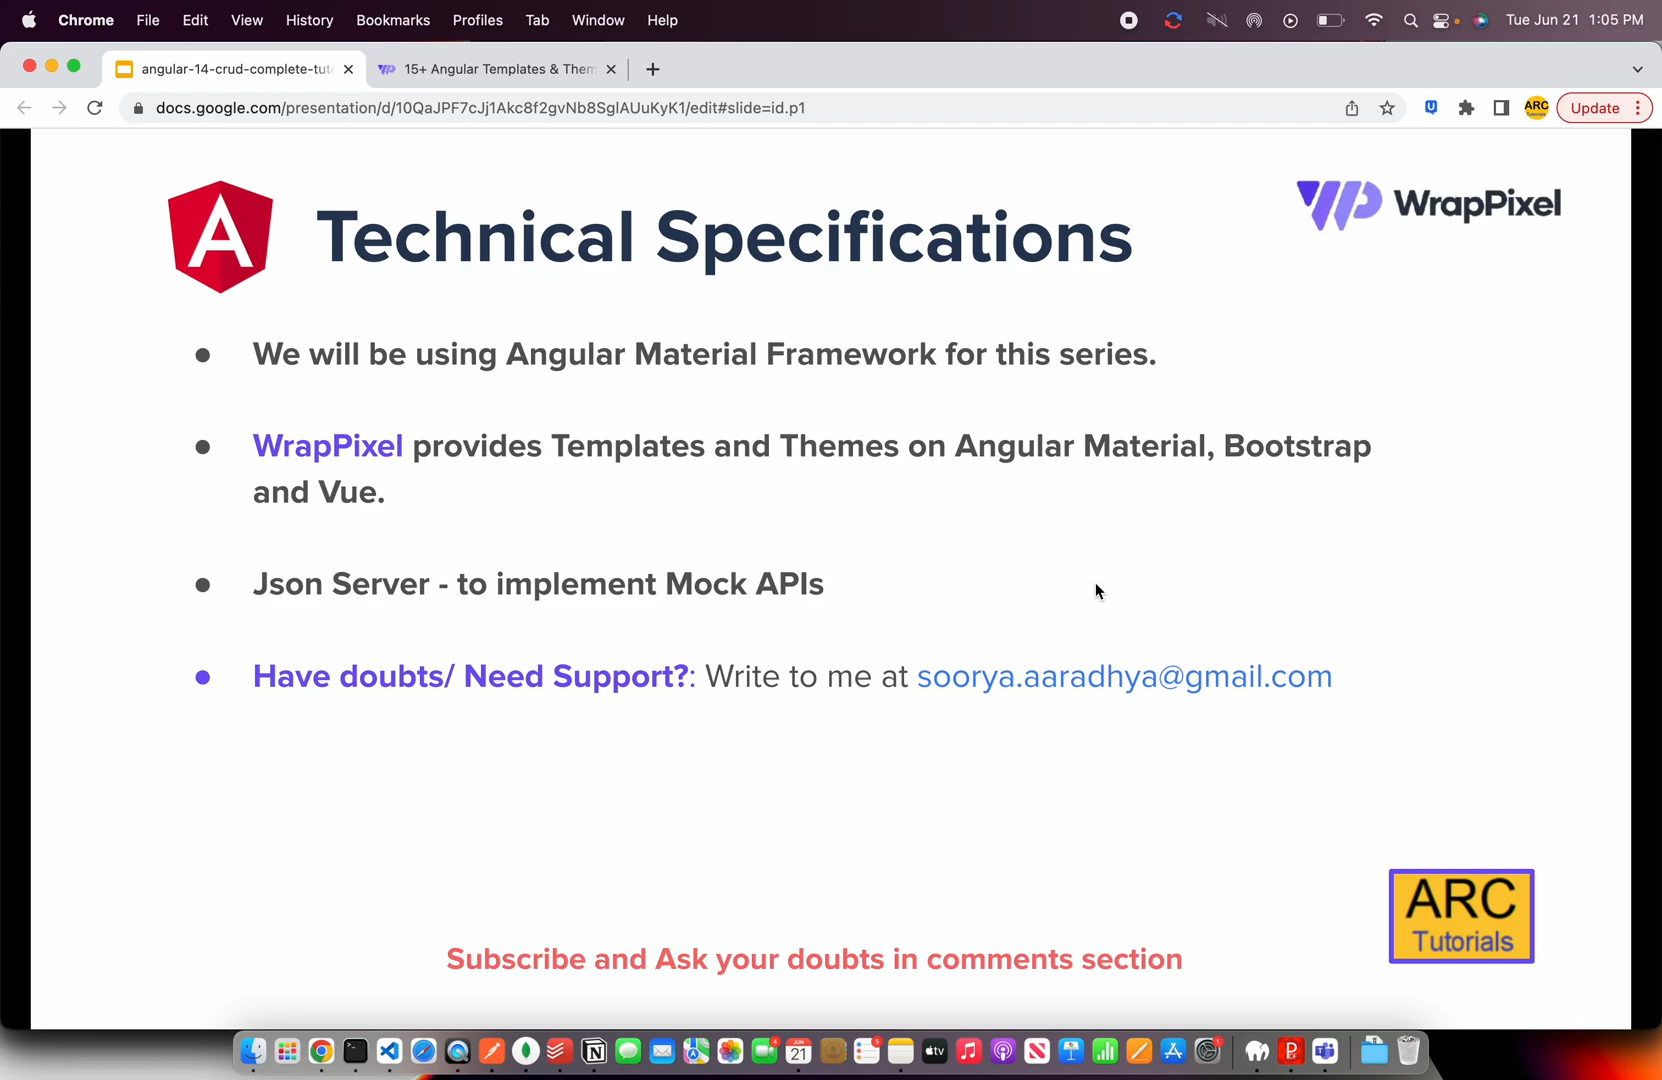 Chrome File Edit View History Bookmarks Profiles Tab Window Help Tue Jun 21 1:05 PM
angular-14-crud-complete-tut 15+ Angular Templates & Them
docs.google.com/presentation/d/10QaJPF7cJj1Akc8f2gvNb8SglAUuKyK1/edit#slide=id.p1 ARC Tutorials Update
Technical Specifications
WrapPixel
● We will be using Angular Material Framework for this series.
● WrapPixel provides Templates and Themes on Angular Material, Bootstrap
and Vue.
● Json Server - to implement Mock APIs
● Have doubts/ Need Support?: Write to me at soorya.aaradhya@gmail.com
ARC
Tutorials
Subscribe and Ask your doubts in comments section